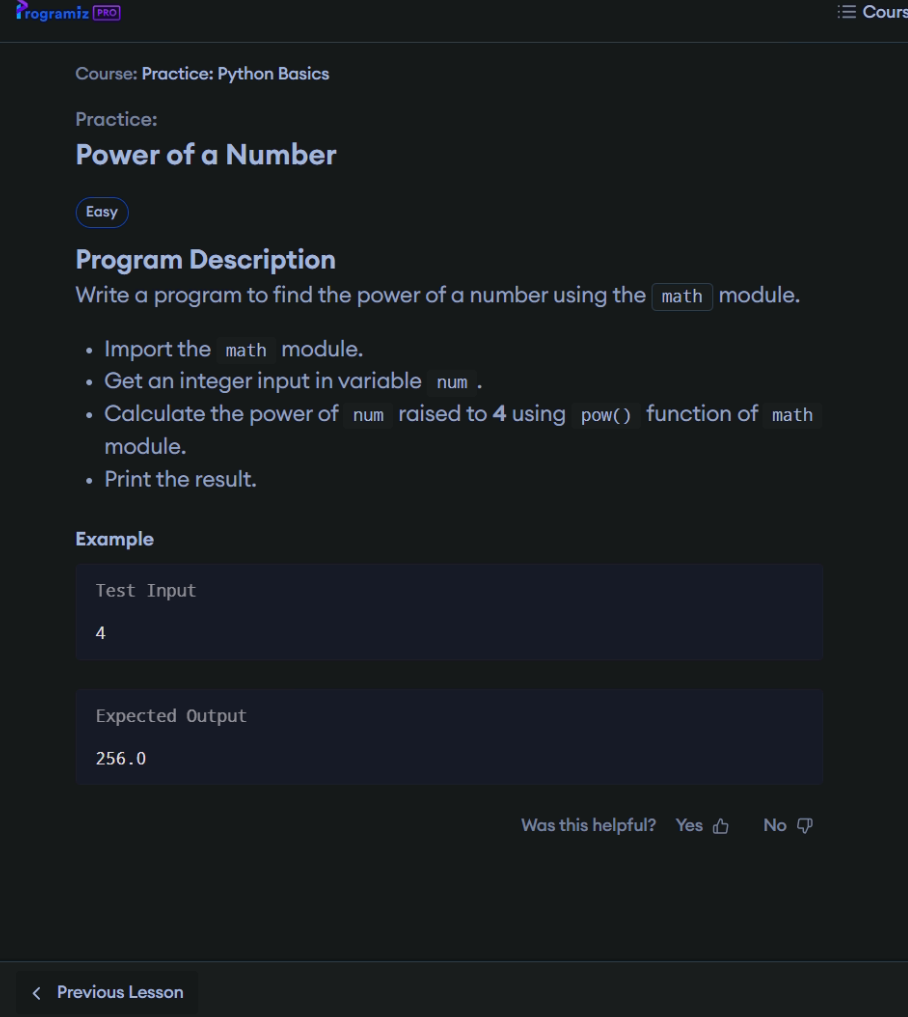 Programiz PRO
Cours
Course: Practice: Python Basics
Practice:
Power of a Number
Easy
Program Description
Write a program to find the power of a number using the math module.
• Import the math module.
• Get an integer input in variable num .
• Calculate the power of num raised to 4 using pow() function of math
module.
• Print the result.
Example
Test Input
4
Expected Output
256.0
Was this helpful? Yes No
Previous Lesson